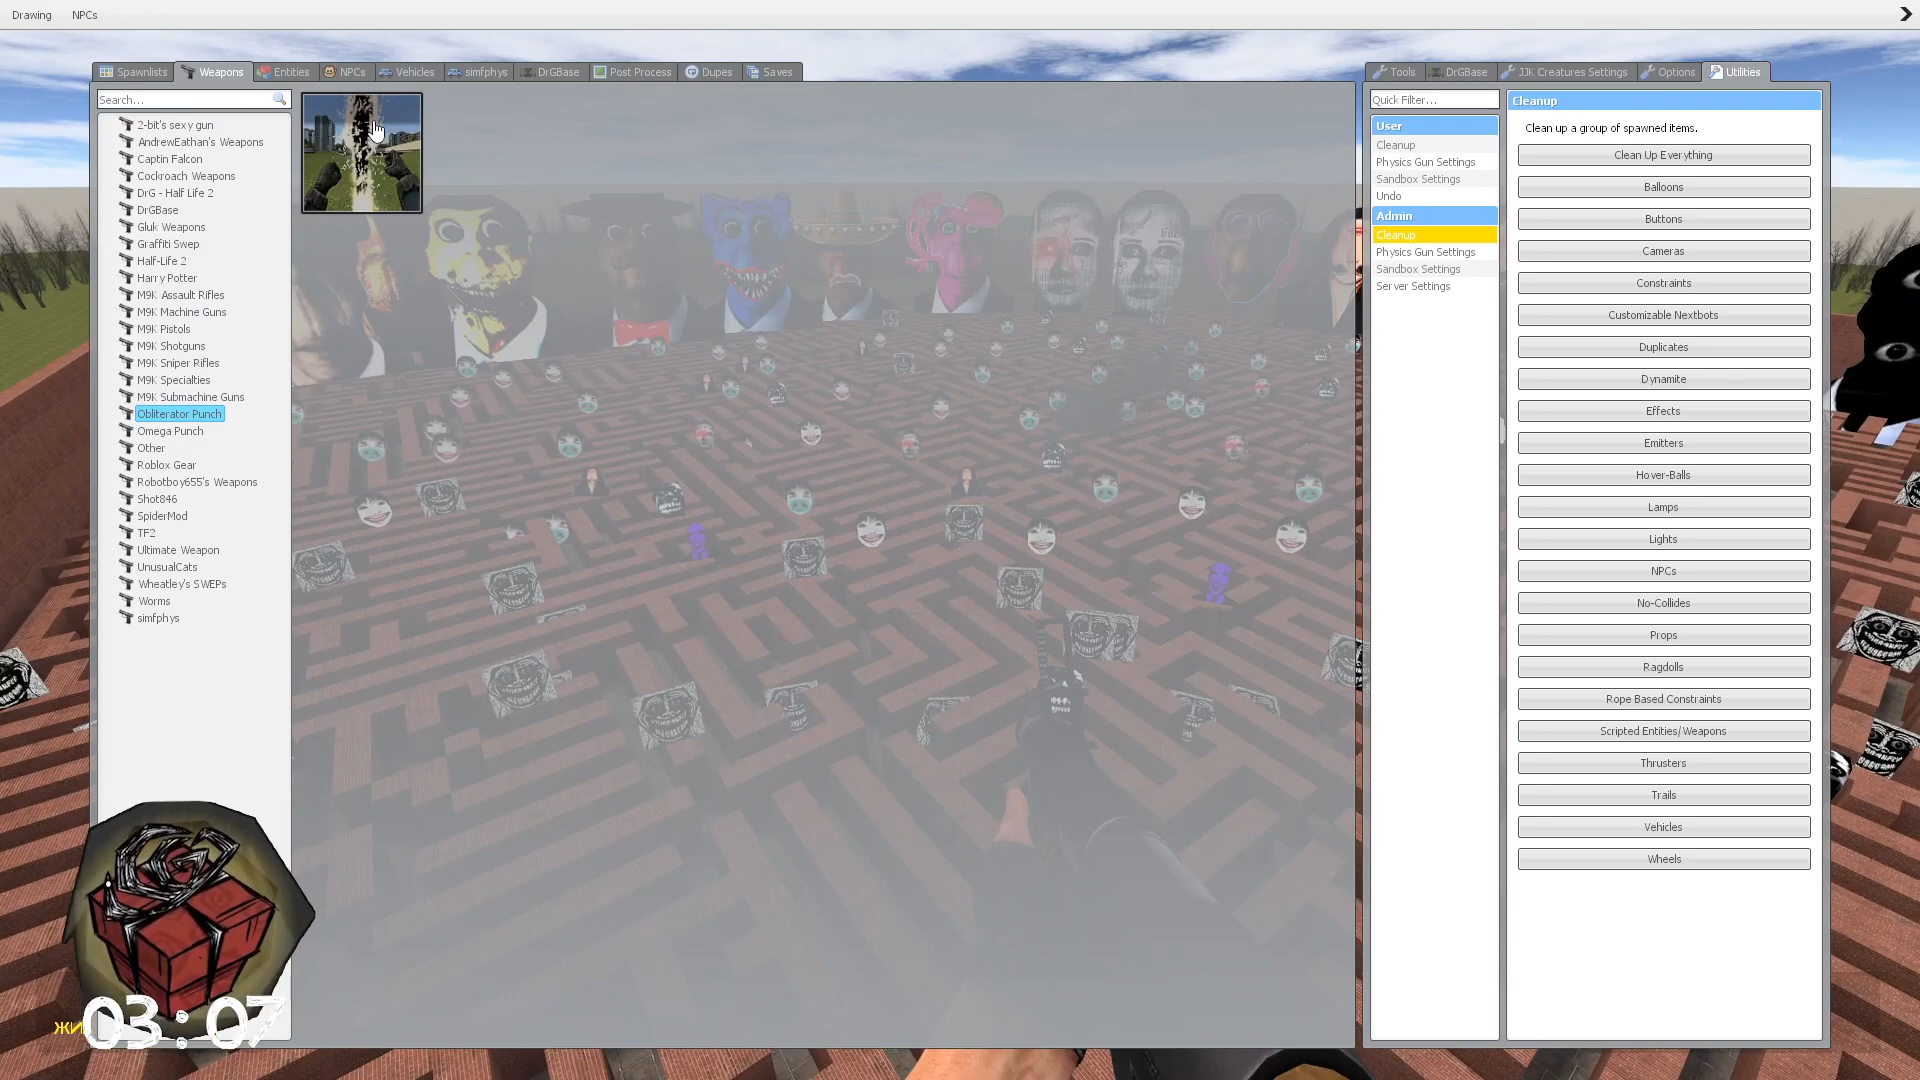 Drawing NPCs
Spawnlists Weapons Entities NPCs Vehicles simfphys DrGBase Post Process Dupes Saves
Search...
2-bit's sexy gun
AndrewEathan's Weapons
Captin Falcon
Cockroach Weapons
DrG - Half Life 2
DrGBase
Gluk Weapons
Graffiti Swep
Half-Life 2
Harry Potter
M9K Assault Rifles
M9K Machine Guns
M9K Pistols
M9K Shotguns
M9K Sniper Rifles
M9K Specialties
M9K Submachine Guns
Obliterator Punch
Omega Punch
Other
Roblox Gear
Robotboy655's Weapons
Shot846
SpiderMod
TF2
Ultimate Weapon
UnusualCats
Wheatley's SWEPs
Worms
simfphys
03:07
Tools DrGBase JJK Creatures Settings Options Utilities
Quick Filter...
User
Cleanup
Physics Gun Settings
Sandbox Settings
Undo
Admin
Cleanup
Physics Gun Settings
Sandbox Settings
Server Settings
Cleanup
Clean up a group of spawned items.
Clean Up Everything
Balloons
Buttons
Cameras
Constraints
Customizable Nextbots
Duplicates
Dynamite
Effects
Emitters
Hover-Balls
Lamps
Lights
NPCs
No-Collides
Props
Ragdolls
Rope Based Constraints
Scripted Entities/Weapons
Thrusters
Trails
Vehicles
Wheels